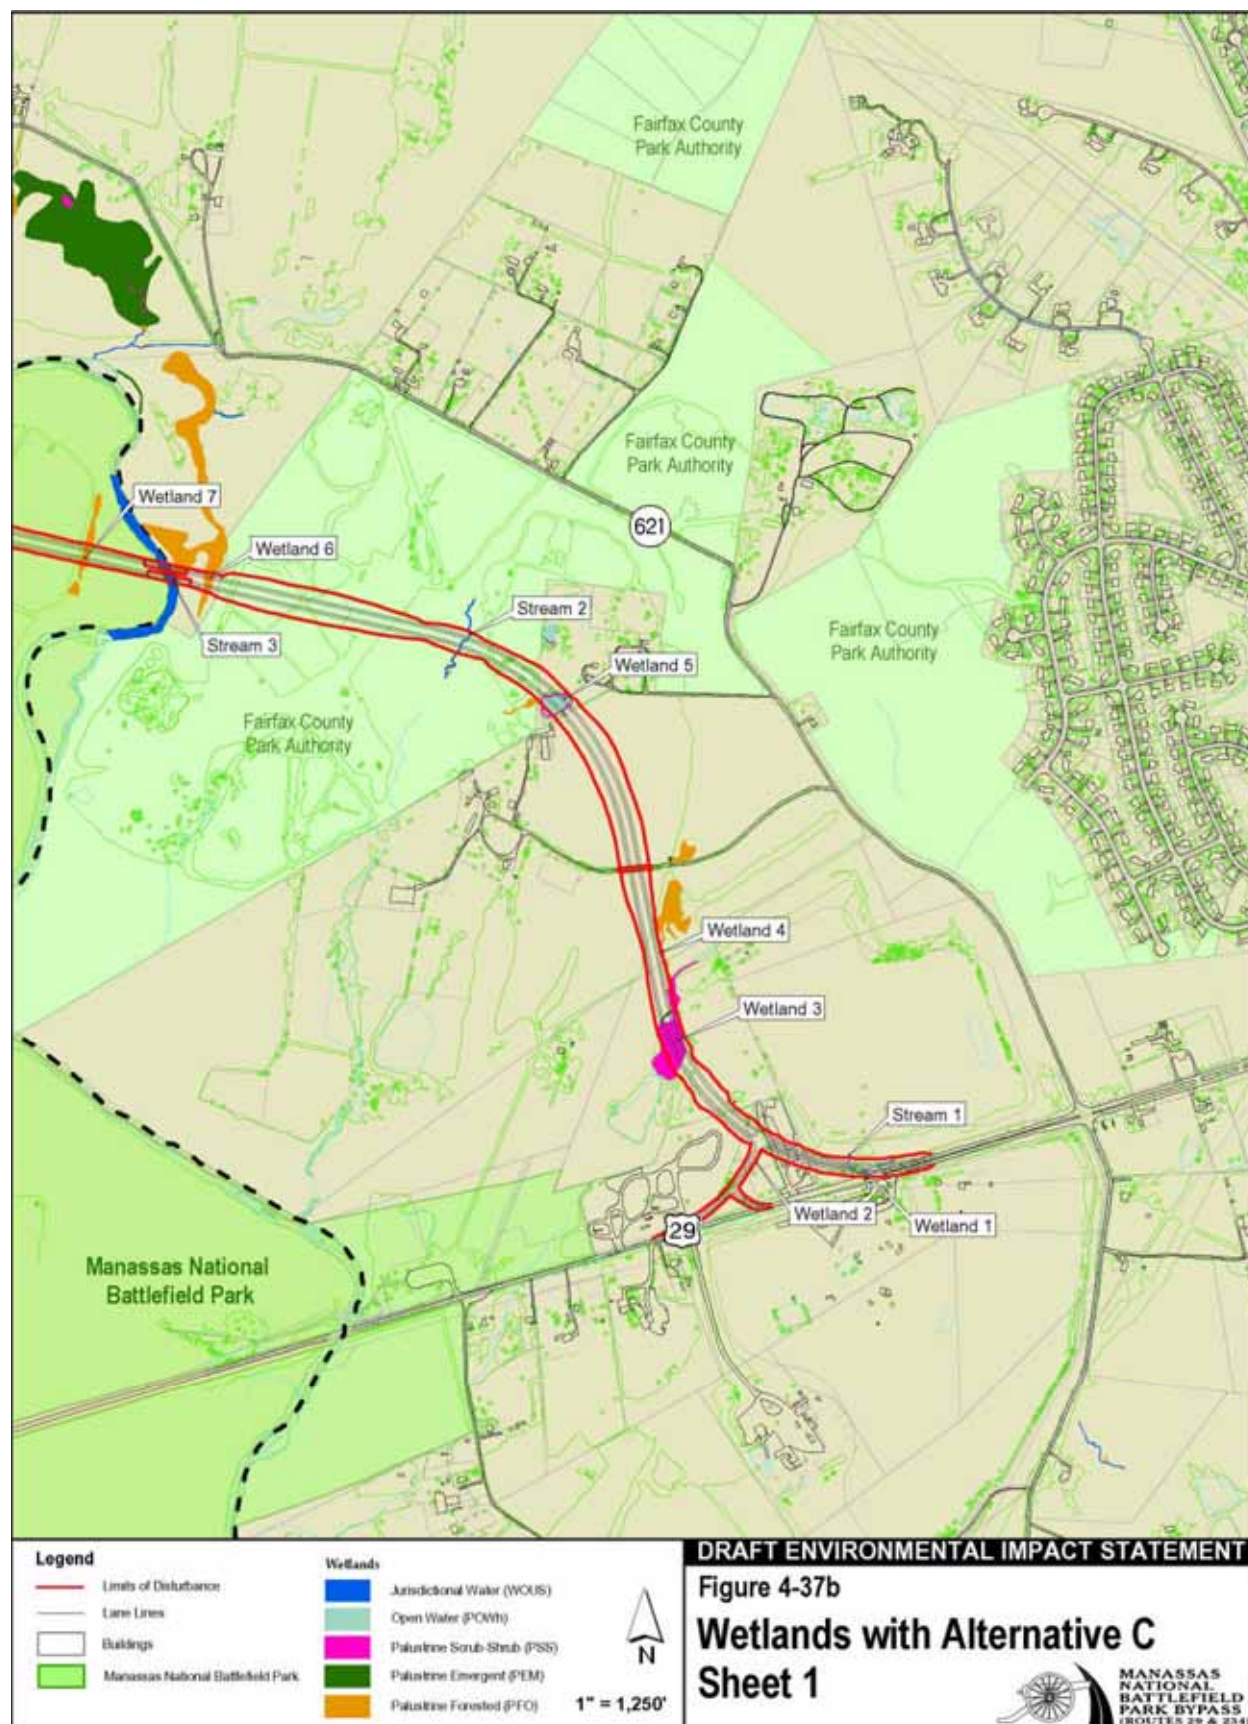 Fairfax County
Park Authority
Fairfax County
Park Authority
621
Wetland 7
Wetland 6
Stream 2
Stream 3
Fairfax County
Park Authority
Wetland 5
Fairfax County
Park Authority
Wetland 4
Wetland 3
Stream 1
Wetland 2
Wetland 1
29
Manassas National
Battlefield Park
Legend
Limits of Disturbance
Lane Lines
Buildings
Manassas National Battlefield Park
Wetlands
Jurisdictional Water (WOUS)
Open Water (POWh)
Palustrine Scrub-Shrub (PSS)
Palustrine Emergent (PEM)
Palustrine Forested (PFO)
N
1" = 1,250'
DRAFT ENVIRONMENTAL IMPACT STATEMENT
Figure 4-37b
Wetlands with Alternative C
Sheet 1
MANASSAS
NATIONAL
BATTLEFIELD
PARK BYPASS
(ROUTES 29 & 234)